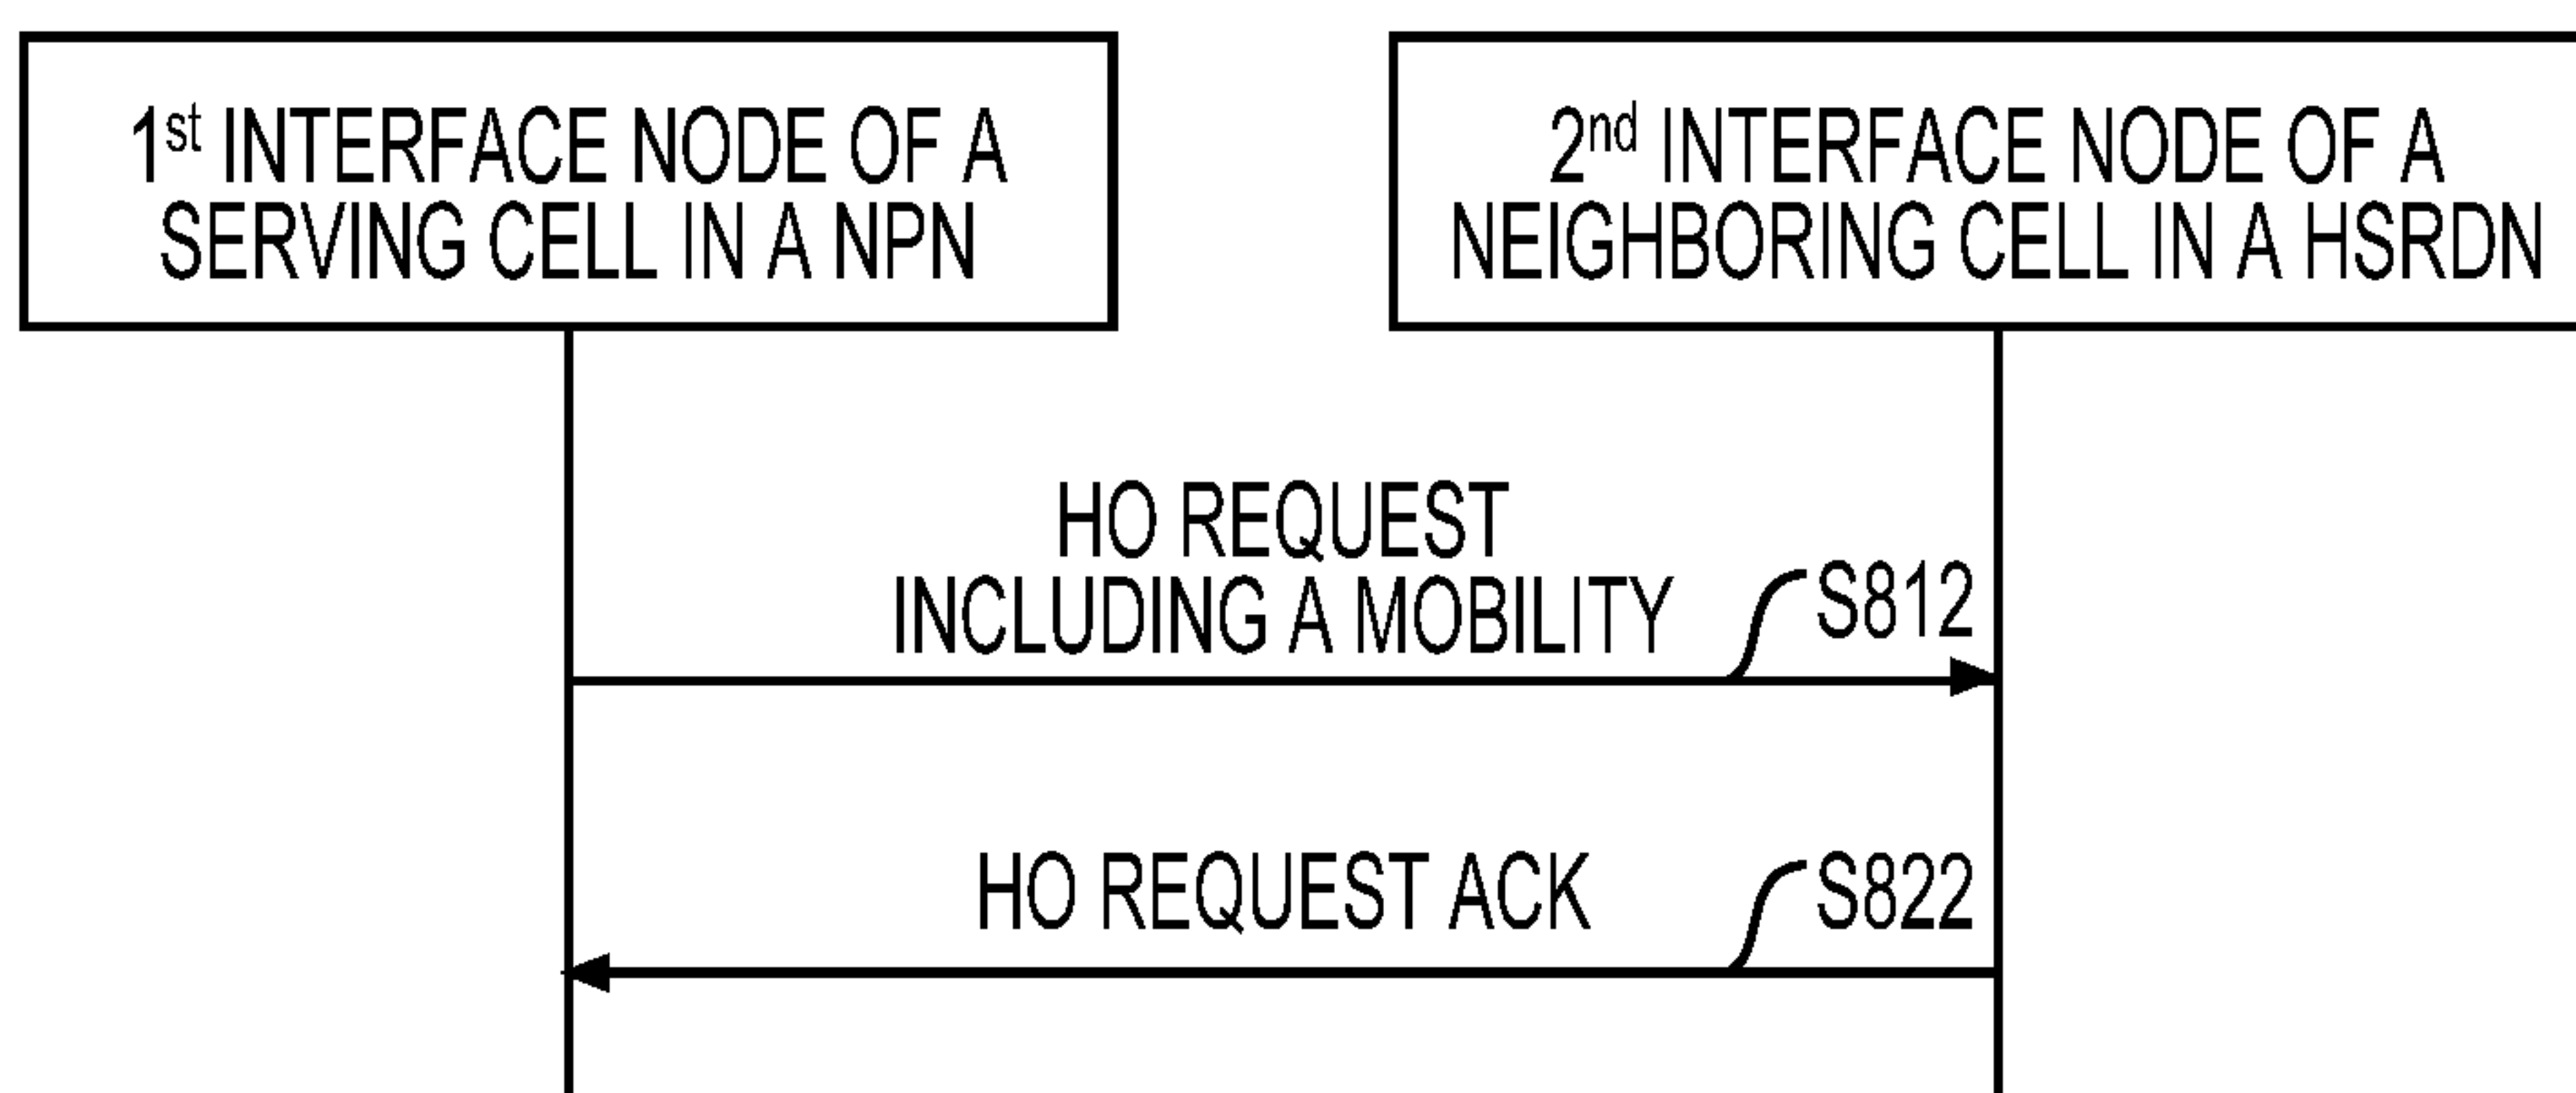 1st INTERFACE NODE OF A
SERVING CELL IN A NPN
2nd INTERFACE NODE OF A
NEIGHBORING CELL IN A HSRDN
HO REQUEST
INCLUDING A MOBILITY
S812
HO REQUEST ACK
S822